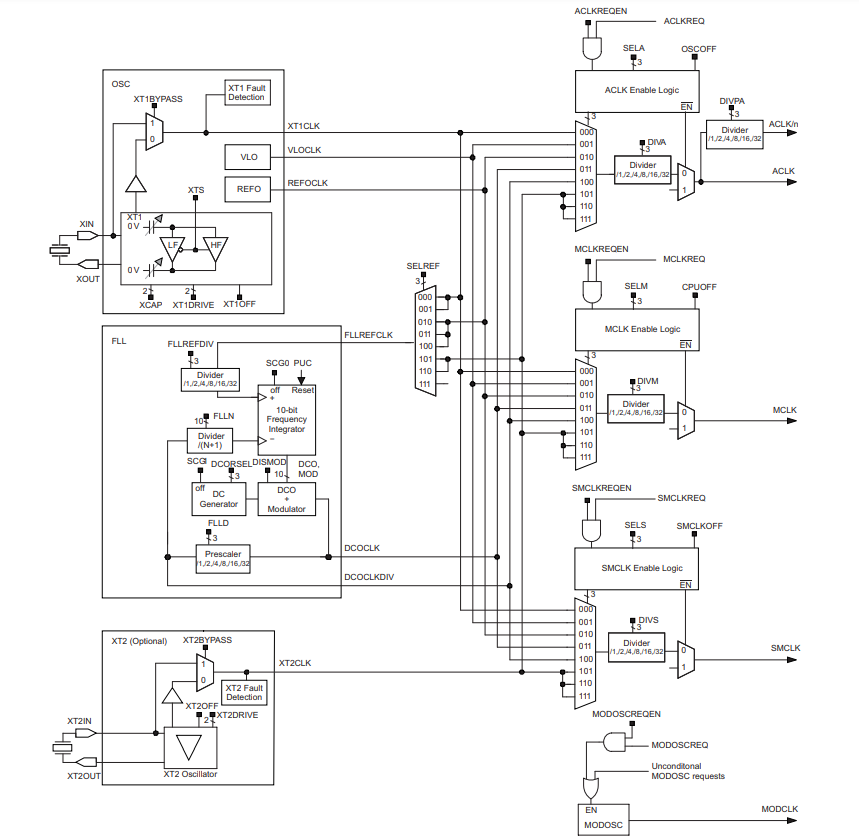 ACLKREQEN
ACLKREQ
SELA
3
OSCOFF
ACLK Enable Logic
EN
3
DIVPA
3
Divider
/1,/2,/4,/8,/16,/32
ACLK/n
000
001
010
011
100
101
110
111
DIVA
3
Divider
/1,/2,/4,/8,/16,/32
0
1
ACLK
OSC
XT1BYPASS
1
0
XT1 Fault
Detection
XT1CLK
VLO
VLOCLK
REFO
REFOCLK
XTS
XT1
0 V
LF
HF
0 V
XIN
XOUT
2
XCAP
2
XT1DRIVE
XT1OFF
SELREF
3
000
001
010
011
100
101
110
111
MCLKREQEN
MCLKREQ
SELM
3
CPUOFF
MCLK Enable Logic
EN
3
000
001
010
011
100
101
110
111
DIVM
3
Divider
/1,/2,/4,/8,/16,/32
0
1
MCLK
FLL
FLLREFCLK
FLLREFDIV
3
Divider
/1,/2,/4,/8,/16,/32
SCG0 PUC
off
Reset
+
10-bit
Frequency
Integrator
−
FLLN
10
Divider
/(N+1)
SCG1
DCORSEL
3
DISMOD
10
DCO,
MOD
off
DC
Generator
DCO
+
Modulator
FLLD
3
Prescaler
/1,/2,/4,/8,/16,/32
DCOCLK
DCOCLKDIV
SMCLKREQEN
SMCLKREQ
SELS
3
SMCLKOFF
SMCLK Enable Logic
EN
3
000
001
010
011
100
101
110
111
DIVS
3
Divider
/1,/2,/4,/8,/16,/32
0
1
SMCLK
XT2 (Optional)
XT2BYPASS
1
0
XT2CLK
XT2 Fault
Detection
XT2OFF
2
XT2DRIVE
XT2IN
XT2OUT
XT2 Oscillator
MODOSCREQEN
MODOSCREQ
Unconditonal
MODOSC requests
EN
MODOSC
MODCLK